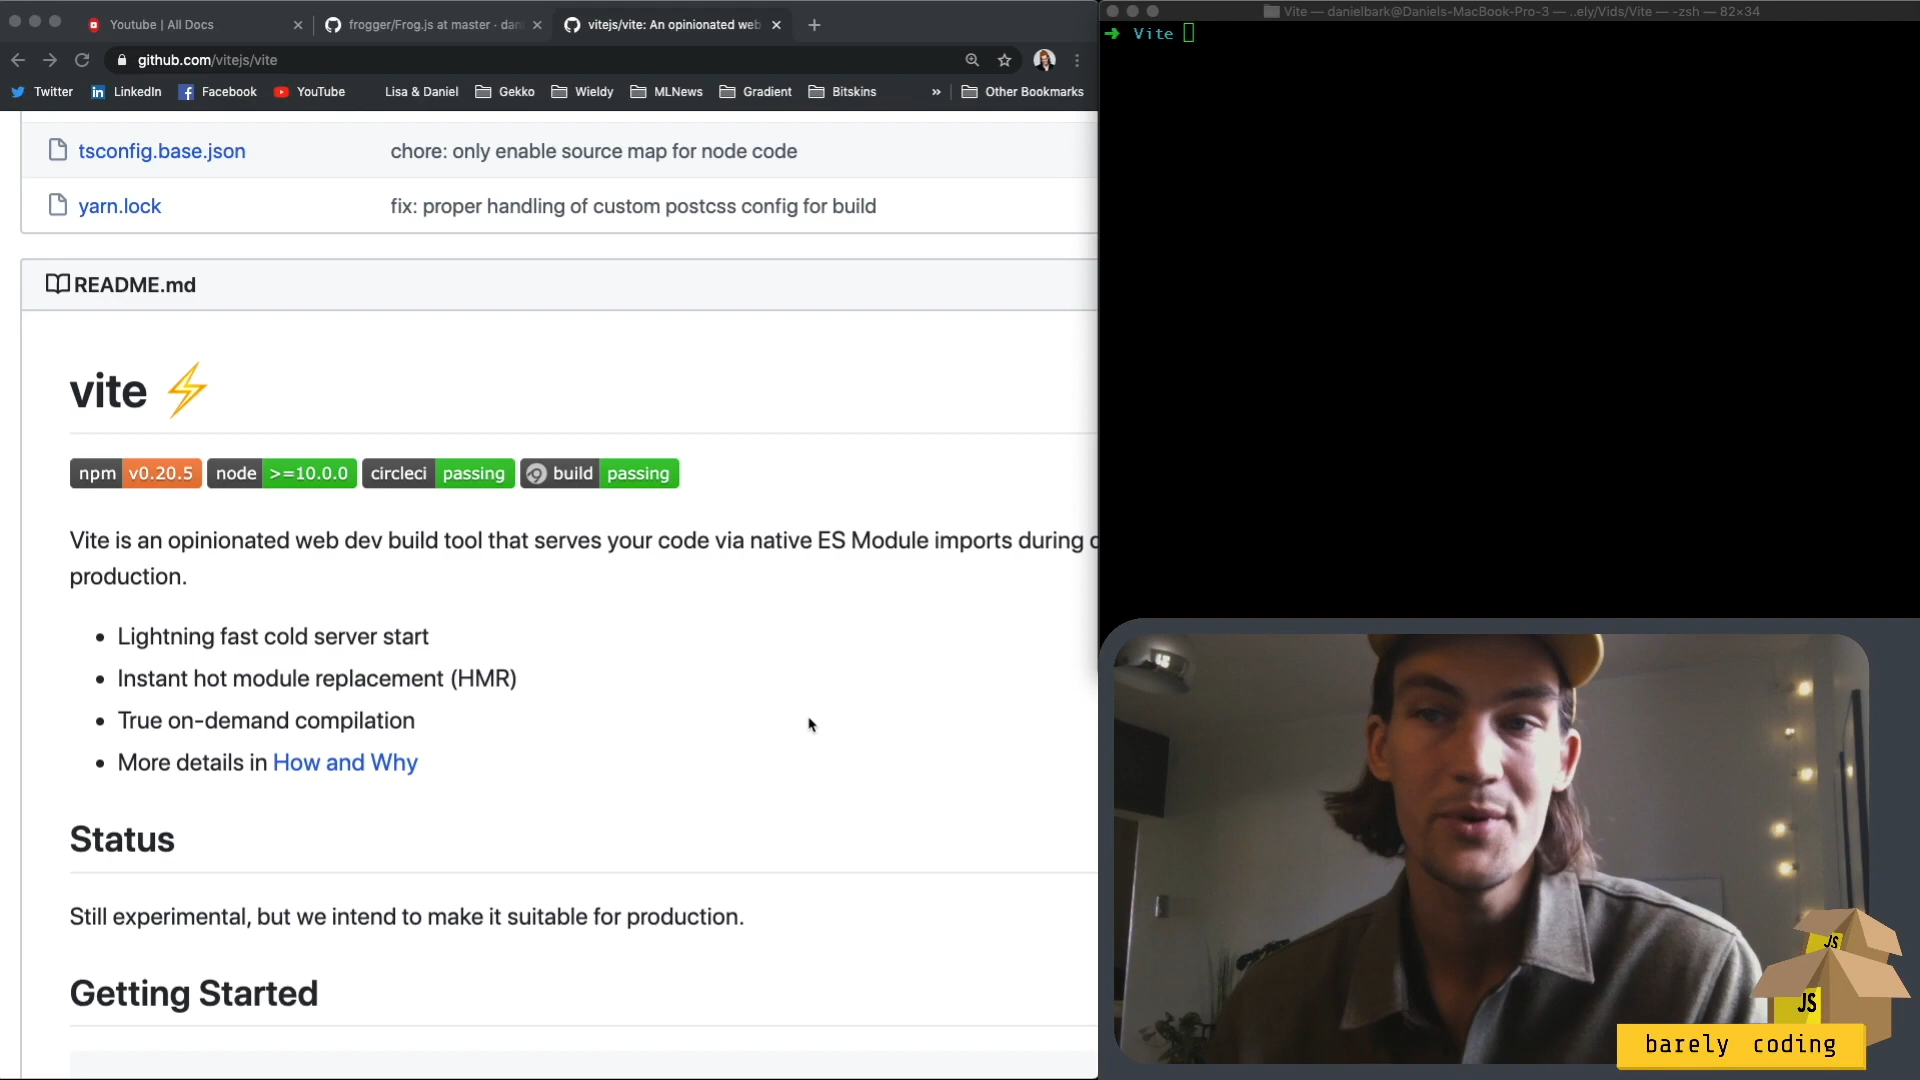 Youtube | All Docs
frogger/Frog.js at master · dani
vitejs/vite: An opinionated web
github.com/vitejs/vite
Twitter
LinkedIn
Facebook
YouTube
Lisa & Daniel
Gekko
Wieldy
MLNews
Gradient
Bitskins
»
Other Bookmarks
tsconfig.base.json
chore: only enable source map for node code
yarn.lock
fix: proper handling of custom postcss config for build
README.md
vite ⚡
npm v0.20.5
node >=10.0.0
circleci passing
build passing
Vite is an opinionated web dev build tool that serves your code via native ES Module imports during
production.
• Lightning fast cold server start
• Instant hot module replacement (HMR)
• True on-demand compilation
• More details in How and Why
Status
Still experimental, but we intend to make it suitable for production.
Getting Started
Vite — danielbark@Daniels-MacBook-Pro-3 — ..ely/Vids/Vite — -zsh — 82×34
➜ Vite
JS
JS
barely coding